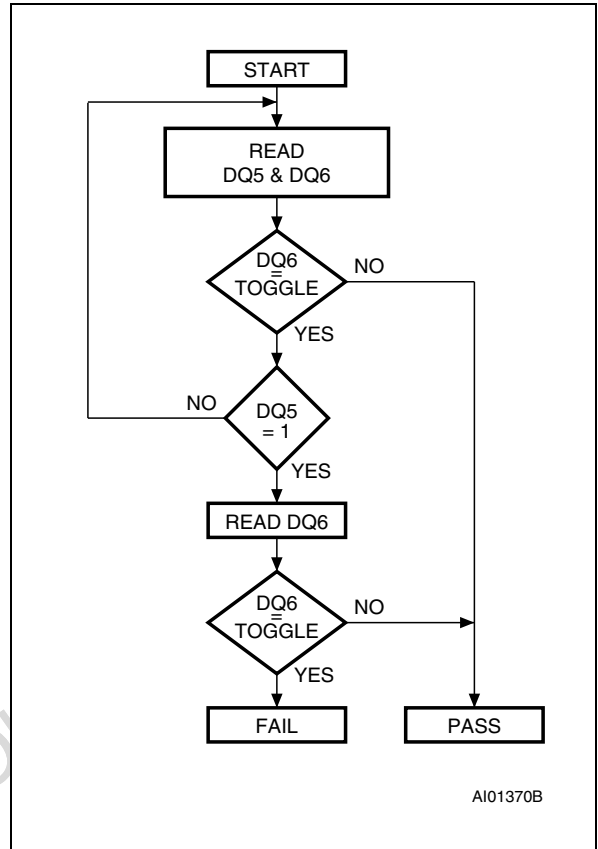 START
READ
DQ5 & DQ6
DQ6
=
TOGGLE
NO
YES
NO
DQ5
= 1
YES
READ DQ6
DQ6
=
TOGGLE
NO
YES
FAIL
PASS
AI01370B